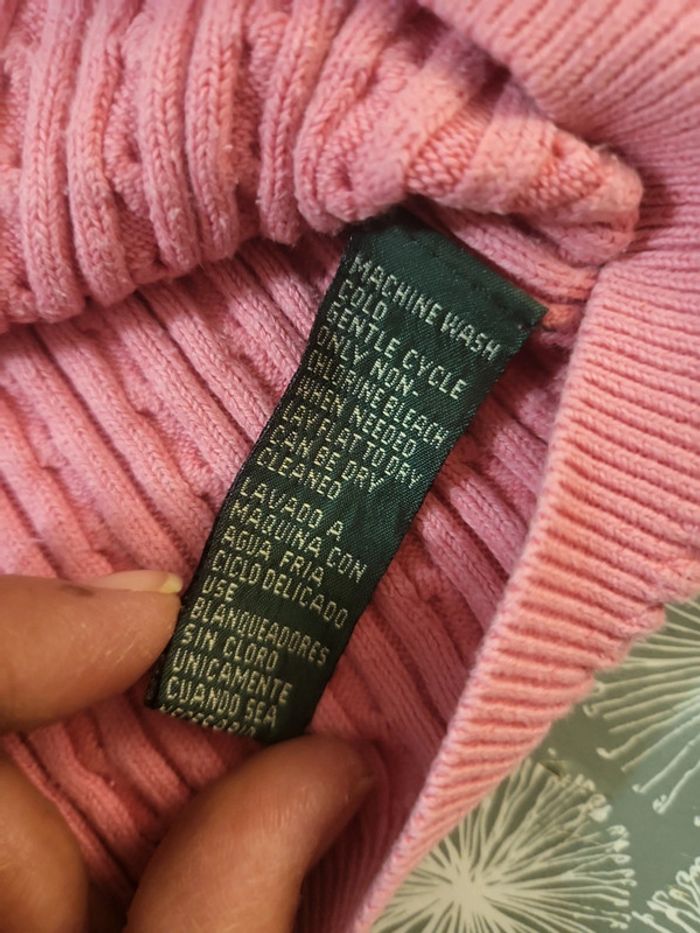 MACHINE WASH
COLD
GENTLE CYCLE
ONLY NON-
CHLORINE BLEACH
WHEN NEEDED
LAY FLAT TO DRY
CAN BE DRY
CLEANED
LAVADO A
MAQUINA CON
AGUA FRIA
CICLO DELICADO
USE
BLANQUEADORES
SIN CLORO
UNICAMENTE
CUANDO SEA